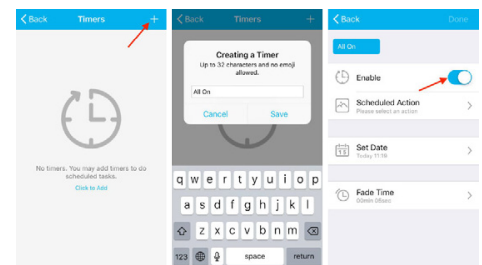 Back Timers +
No timers. You may add timers to do
scheduled tasks.
Click to Add
Back Timers +
Creating a Timer
Up to 32 characters and no emoji
allowed.
All On
Cancel Save
q w e r t y u i o p
a s d f g h j k l
z x c v b n m
123 space return
Back Done
All On
Enable
Scheduled Action
Please select an action
Set Date
Today 11:16
Fade Time
00min 08sec